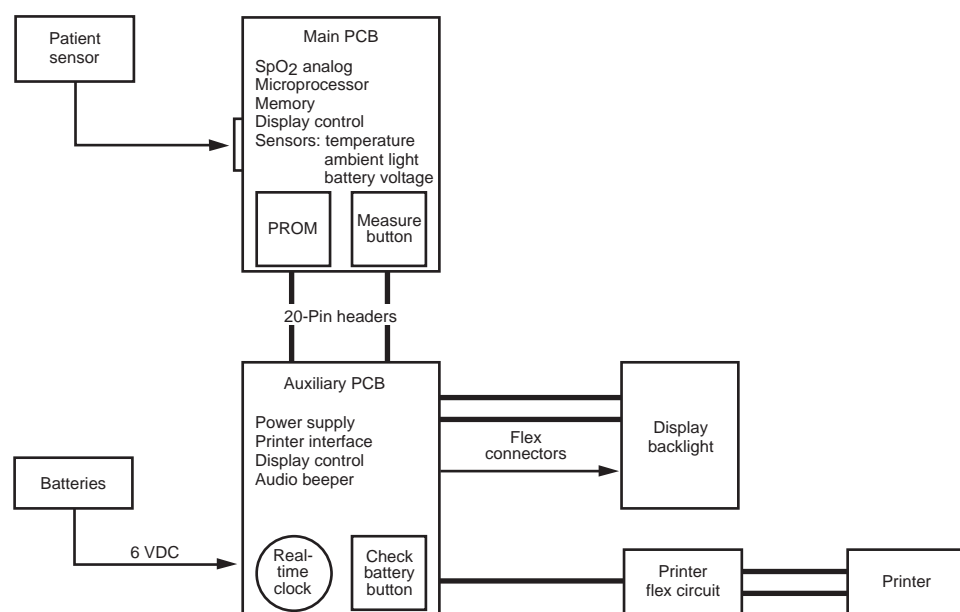 Patient
sensor
Main PCB
SpO2 analog
Microprocessor
Memory
Display control
Sensors: temperature
ambient light
battery voltage
PROM
Measure
button
20-Pin headers
Auxiliary PCB
Power supply
Printer interface
Display control
Audio beeper
Flex
connectors
Display
backlight
Batteries
6 VDC
Real-
time
clock
Check
battery
button
Printer
flex circuit
Printer